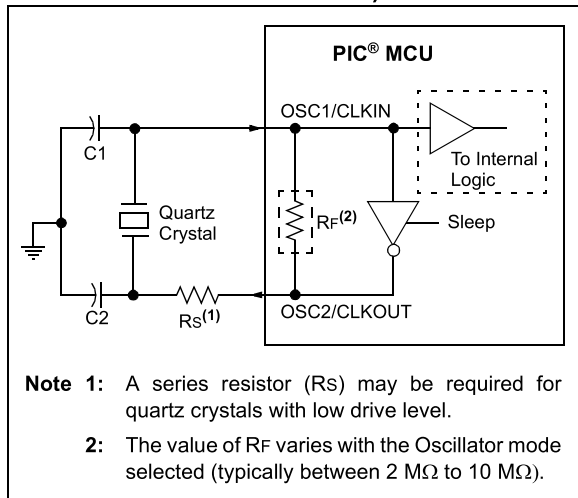 PIC® MCU
OSC1/CLKIN
C1
To Internal
Logic
Quartz
Crystal
RF(2)
Sleep
C2
RS(1)
OSC2/CLKOUT
Note 1: A series resistor (RS) may be required for
quartz crystals with low drive level.
2: The value of RF varies with the Oscillator mode
selected (typically between 2 MΩ to 10 MΩ).